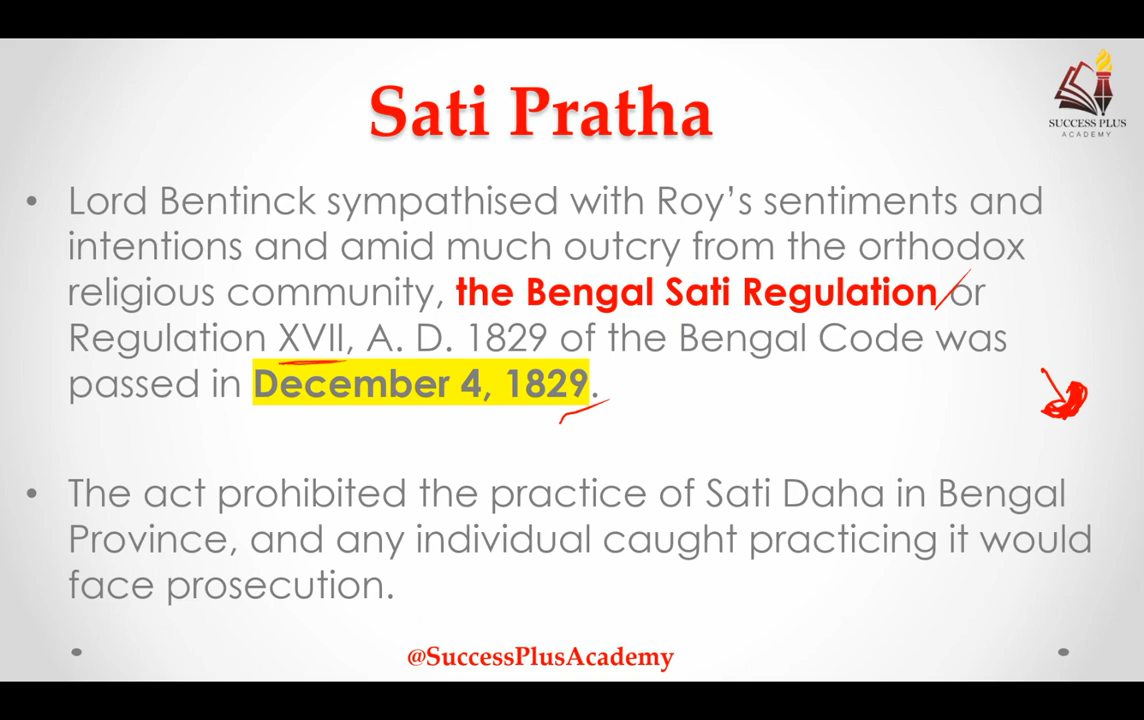 Sati Pratha
SUCCESS PLUS
ACADEMY
• Lord Bentinck sympathised with Roy’s sentiments and
intentions and amid much outcry from the orthodox
religious community, the Bengal Sati Regulation or
Regulation XVII, A. D. 1829 of the Bengal Code was
passed in December 4, 1829.
• The act prohibited the practice of Sati Daha in Bengal
Province, and any individual caught practicing it would
face prosecution.
@SuccessPlusAcademy